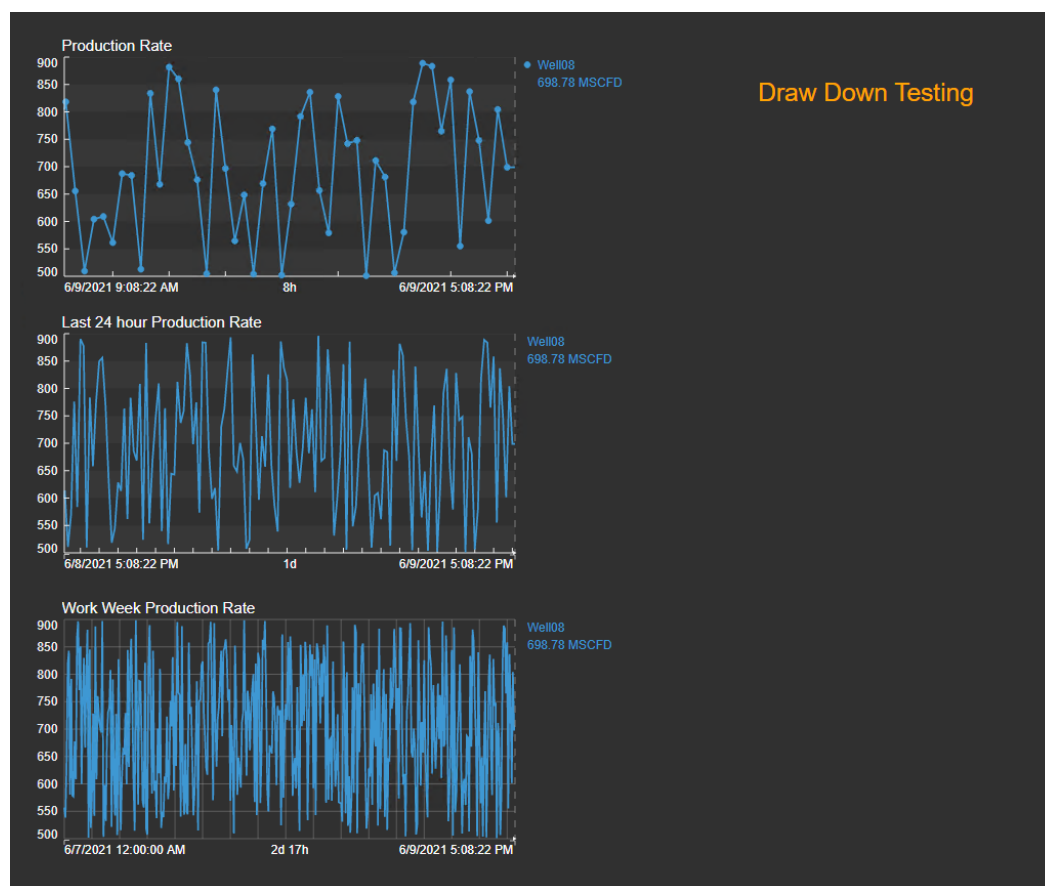 Production Rate
900
850
800
750
700
650
600
550
500
6/9/2021 9:08:22 AM 8h 6/9/2021 5:08:22 PM
Well08
698.78 MSCFD
Draw Down Testing
Last 24 hour Production Rate
900
850
800
750
700
650
600
550
500
6/8/2021 5:08:22 PM 1d 6/9/2021 5:08:22 PM
Well08
698.78 MSCFD
Work Week Production Rate
900
850
800
750
700
650
600
550
500
6/7/2021 12:00:00 AM 2d 17h 6/9/2021 5:08:22 PM
Well08
698.78 MSCFD